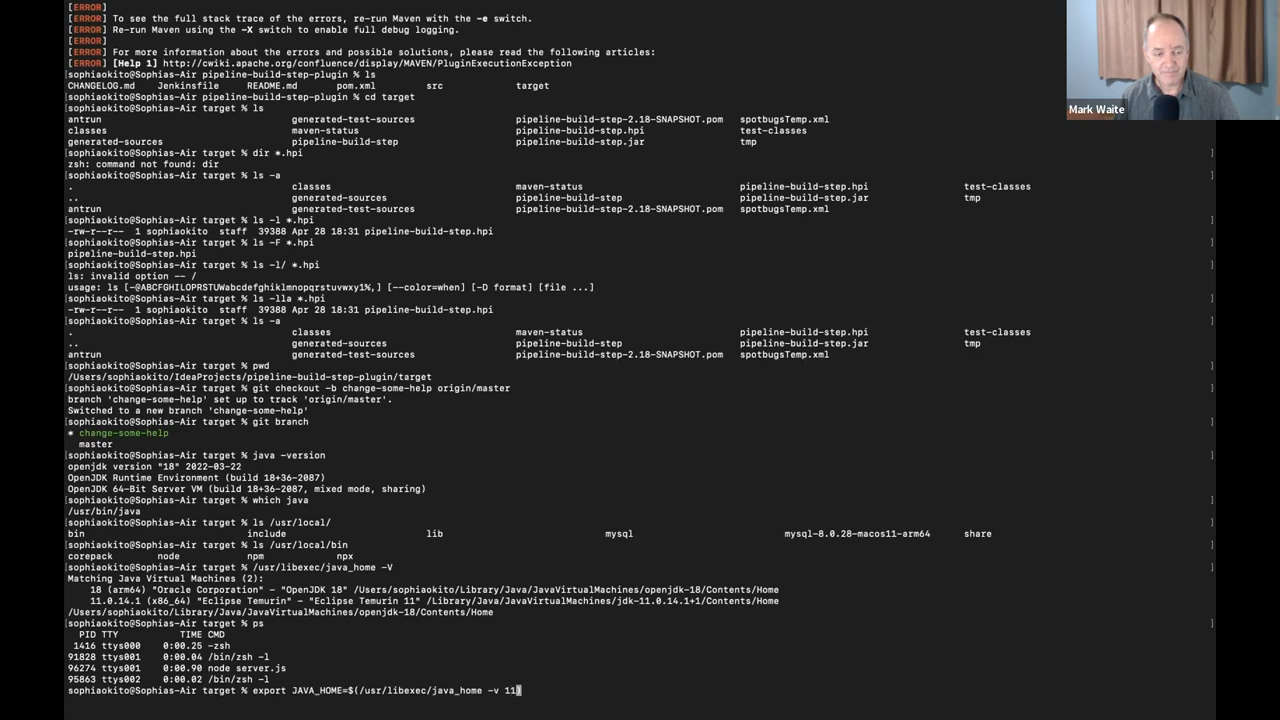 [ERROR]
[ERROR] To see the full stack trace of the errors, re-run Maven with the -e switch.
[ERROR] Re-run Maven using the -X switch to enable full debug logging.
[ERROR]
[ERROR] For more information about the errors and possible solutions, please read the following articles:
[ERROR] [Help 1] http://cwiki.apache.org/confluence/display/MAVEN/PluginExecutionException
[sophiaokito@Sophias-Air pipeline-build-step-plugin % ls
CHANGELOG.md Jenkinsfile README.md pom.xml src target
[sophiaokito@Sophias-Air pipeline-build-step-plugin % cd target
[sophiaokito@Sophias-Air target % ls
antrun generated-test-sources pipeline-build-step-2.18-SNAPSHOT.pom spotbugsTemp.xml
classes maven-status pipeline-build-step.hpi test-classes
generated-sources pipeline-build-step pipeline-build-step.jar tmp
[sophiaokito@Sophias-Air target % dir *.hpi ]
zsh: command not found: dir
[sophiaokito@Sophias-Air target % ls -a ]
. classes maven-status pipeline-build-step.hpi test-classes
.. generated-sources pipeline-build-step pipeline-build-step.jar tmp
antrun generated-test-sources pipeline-build-step-2.18-SNAPSHOT.pom spotbugsTemp.xml
[sophiaokito@Sophias-Air target % ls -l *.hpi ]
-rw-r--r-- 1 sophiaokito staff 39388 Apr 28 18:31 pipeline-build-step.hpi
[sophiaokito@Sophias-Air target % ls -F *.hpi ]
pipeline-build-step.hpi
[sophiaokito@Sophias-Air target % ls -l/ *.hpi ]
ls: invalid option -- /
usage: ls [-@ABCFGHILOPRSTUWabcdefghiklmnopqrstuvwxy1%,] [--color=when] [-D format] [file ...]
[sophiaokito@Sophias-Air target % ls -lla *.hpi ]
-rw-r--r-- 1 sophiaokito staff 39388 Apr 28 18:31 pipeline-build-step.hpi
[sophiaokito@Sophias-Air target % ls -a ]
. classes maven-status pipeline-build-step.hpi test-classes
.. generated-sources pipeline-build-step pipeline-build-step.jar tmp
antrun generated-test-sources pipeline-build-step-2.18-SNAPSHOT.pom spotbugsTemp.xml
[sophiaokito@Sophias-Air target % pwd ]
/Users/sophiaokito/IdeaProjects/pipeline-build-step-plugin/target
[sophiaokito@Sophias-Air target % git checkout -b change-some-help origin/master ]
branch 'change-some-help' set up to track 'origin/master'.
Switched to a new branch 'change-some-help'
[sophiaokito@Sophias-Air target % git branch ]
* change-some-help
master
[sophiaokito@Sophias-Air target % java -version ]
openjdk version "18" 2022-03-22
OpenJDK Runtime Environment (build 18+36-2087)
OpenJDK 64-Bit Server VM (build 18+36-2087, mixed mode, sharing)
[sophiaokito@Sophias-Air target % which java ]
/usr/bin/java
[sophiaokito@Sophias-Air target % ls /usr/local/ ]
bin include lib mysql mysql-8.0.28-macos11-arm64 share
[sophiaokito@Sophias-Air target % ls /usr/local/bin ]
corepack node npm npx
[sophiaokito@Sophias-Air target % /usr/libexec/java_home -V ]
Matching Java Virtual Machines (2):
18 (arm64) "Oracle Corporation" - "OpenJDK 18" /Users/sophiaokito/Library/Java/JavaVirtualMachines/openjdk-18/Contents/Home
11.0.14.1 (x86_64) "Eclipse Temurin" - "Eclipse Temurin 11" /Users/sophiaokito/Library/Java/JavaVirtualMachines/jdk-11.0.14.1+1/Contents/Home
/Users/sophiaokito/Library/Java/JavaVirtualMachines/openjdk-18/Contents/Home
[sophiaokito@Sophias-Air target % ps ]
PID TTY TIME CMD
1416 ttys000 0:00.25 -zsh
91828 ttys001 0:00.04 /bin/zsh -l
96274 ttys001 0:00.90 node server.js
95863 ttys002 0:00.02 /bin/zsh -l
sophiaokito@Sophias-Air target % export JAVA_HOME=$(/usr/libexec/java_home -v 11)
Mark Waite